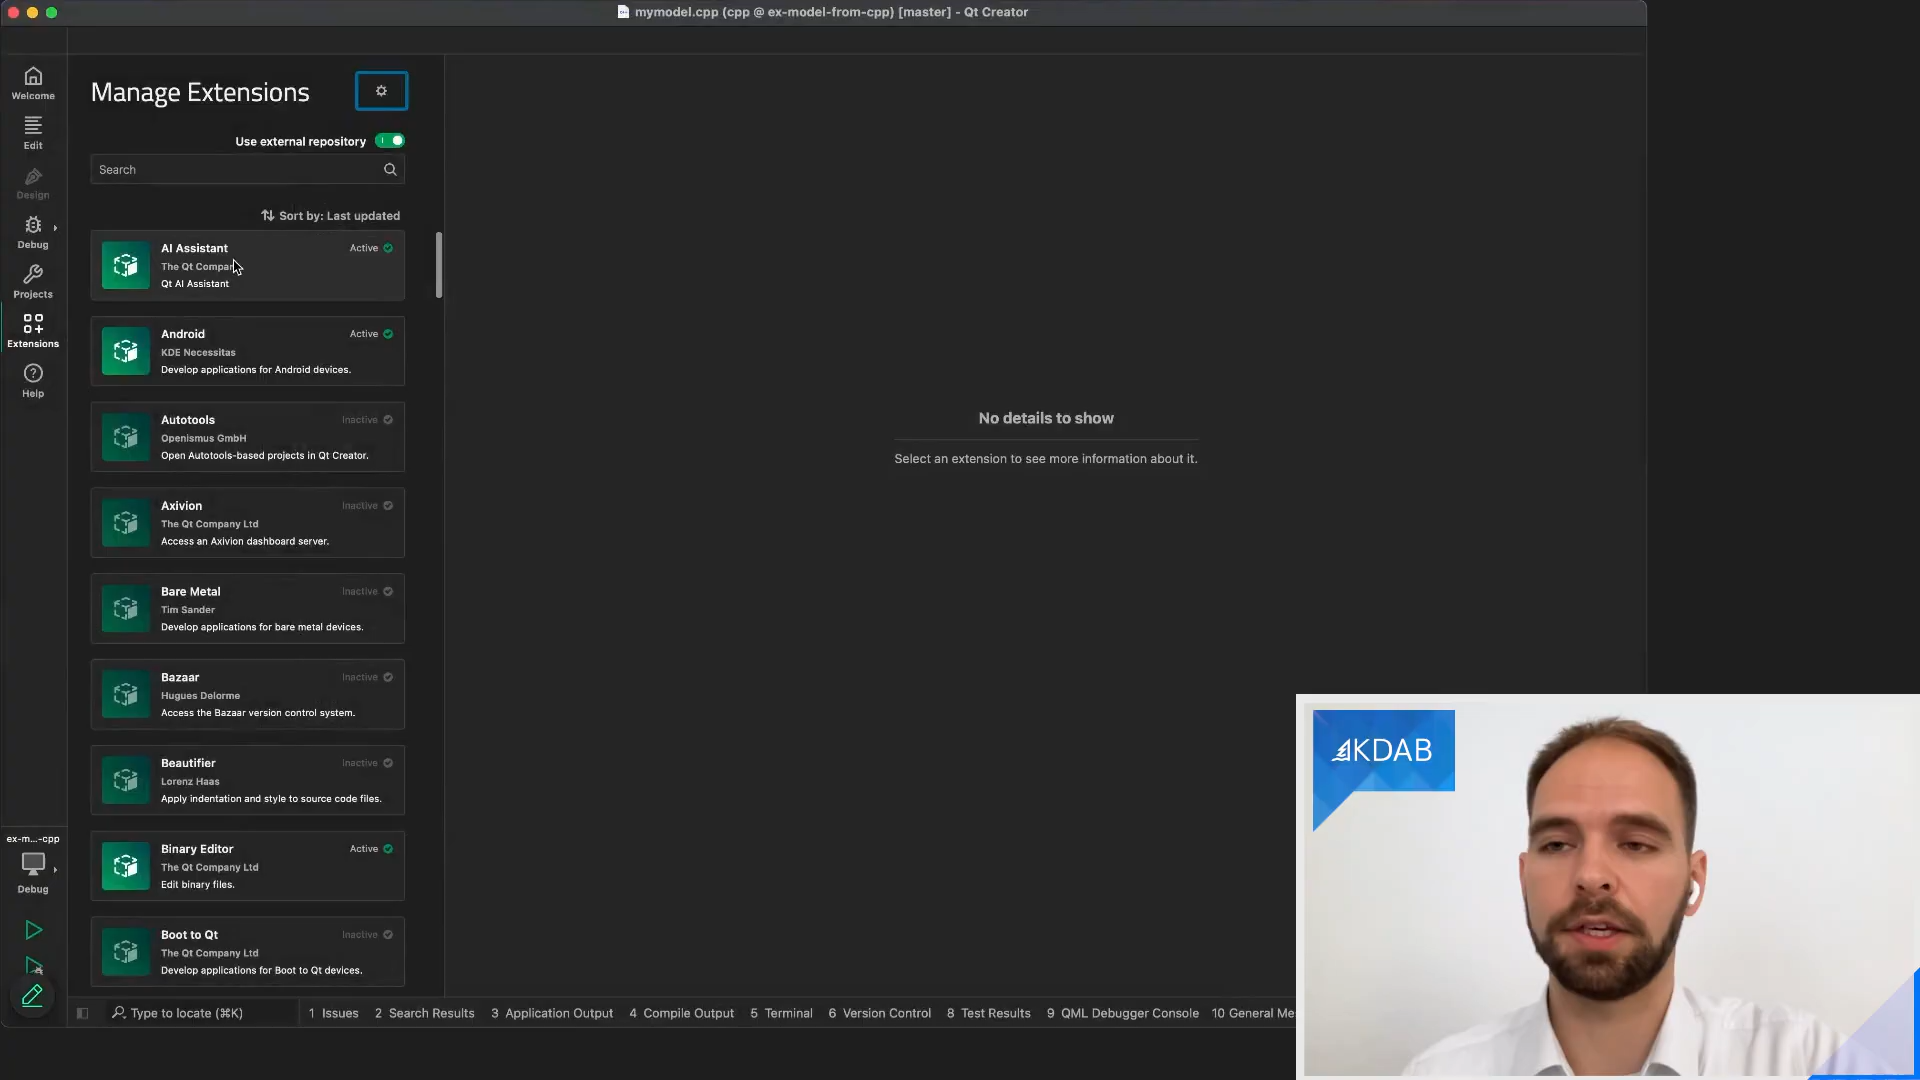 mymodel.cpp (cpp @ ex-model-from-cpp) [master] - Qt Creator
Welcome
Edit
Design
Debug
Projects
Extensions
Help
Manage Extensions
Use external repository
Search
Sort by: Last updated
AI Assistant
Active
The Qt Compa
Qt AI Assistant
Android
Active
KDE Necessitas
Develop applications for Android devices.
Autotools
Inactive
Openismus GmbH
Open Autotools-based projects in Qt Creator.
Axivion
Inactive
The Qt Company Ltd
Access an Axivion dashboard server.
Bare Metal
Inactive
Tim Sander
Develop applications for bare metal devices.
Bazaar
Inactive
Hugues Delorme
Access the Bazaar version control system.
Beautifier
Inactive
Lorenz Haas
Apply indentation and style to source code files.
Binary Editor
Active
The Qt Company Ltd
Edit binary files.
Boot to Qt
Inactive
The Qt Company Ltd
Develop applications for Boot to Qt devices.
No details to show
Select an extension to see more information about it.
KDAB
ex-m...-cpp
Debug
Type to locate (⌘K)
1 Issues 2 Search Results 3 Application Output 4 Compile Output 5 Terminal 6 Version Control 8 Test Results 9 QML Debugger Console 10 General Me